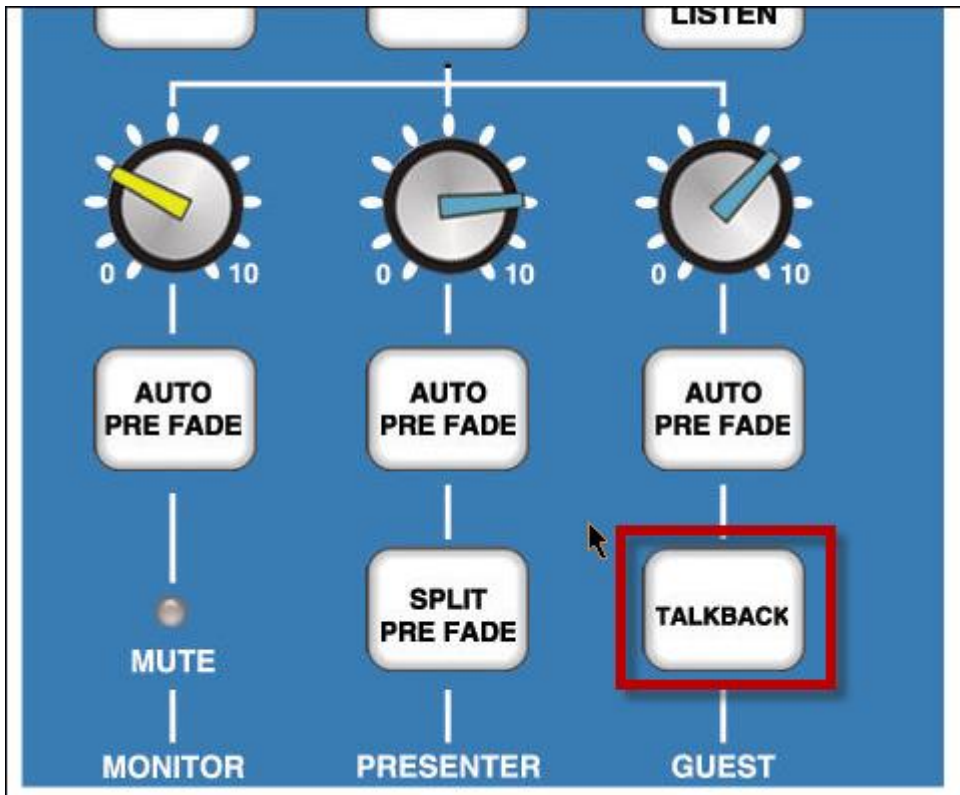 LISTEN
0 10 0 10 0 10
AUTO
PRE FADE
AUTO
PRE FADE
AUTO
PRE FADE
MUTE
SPLIT
PRE FADE
TALKBACK
MONITOR PRESENTER GUEST